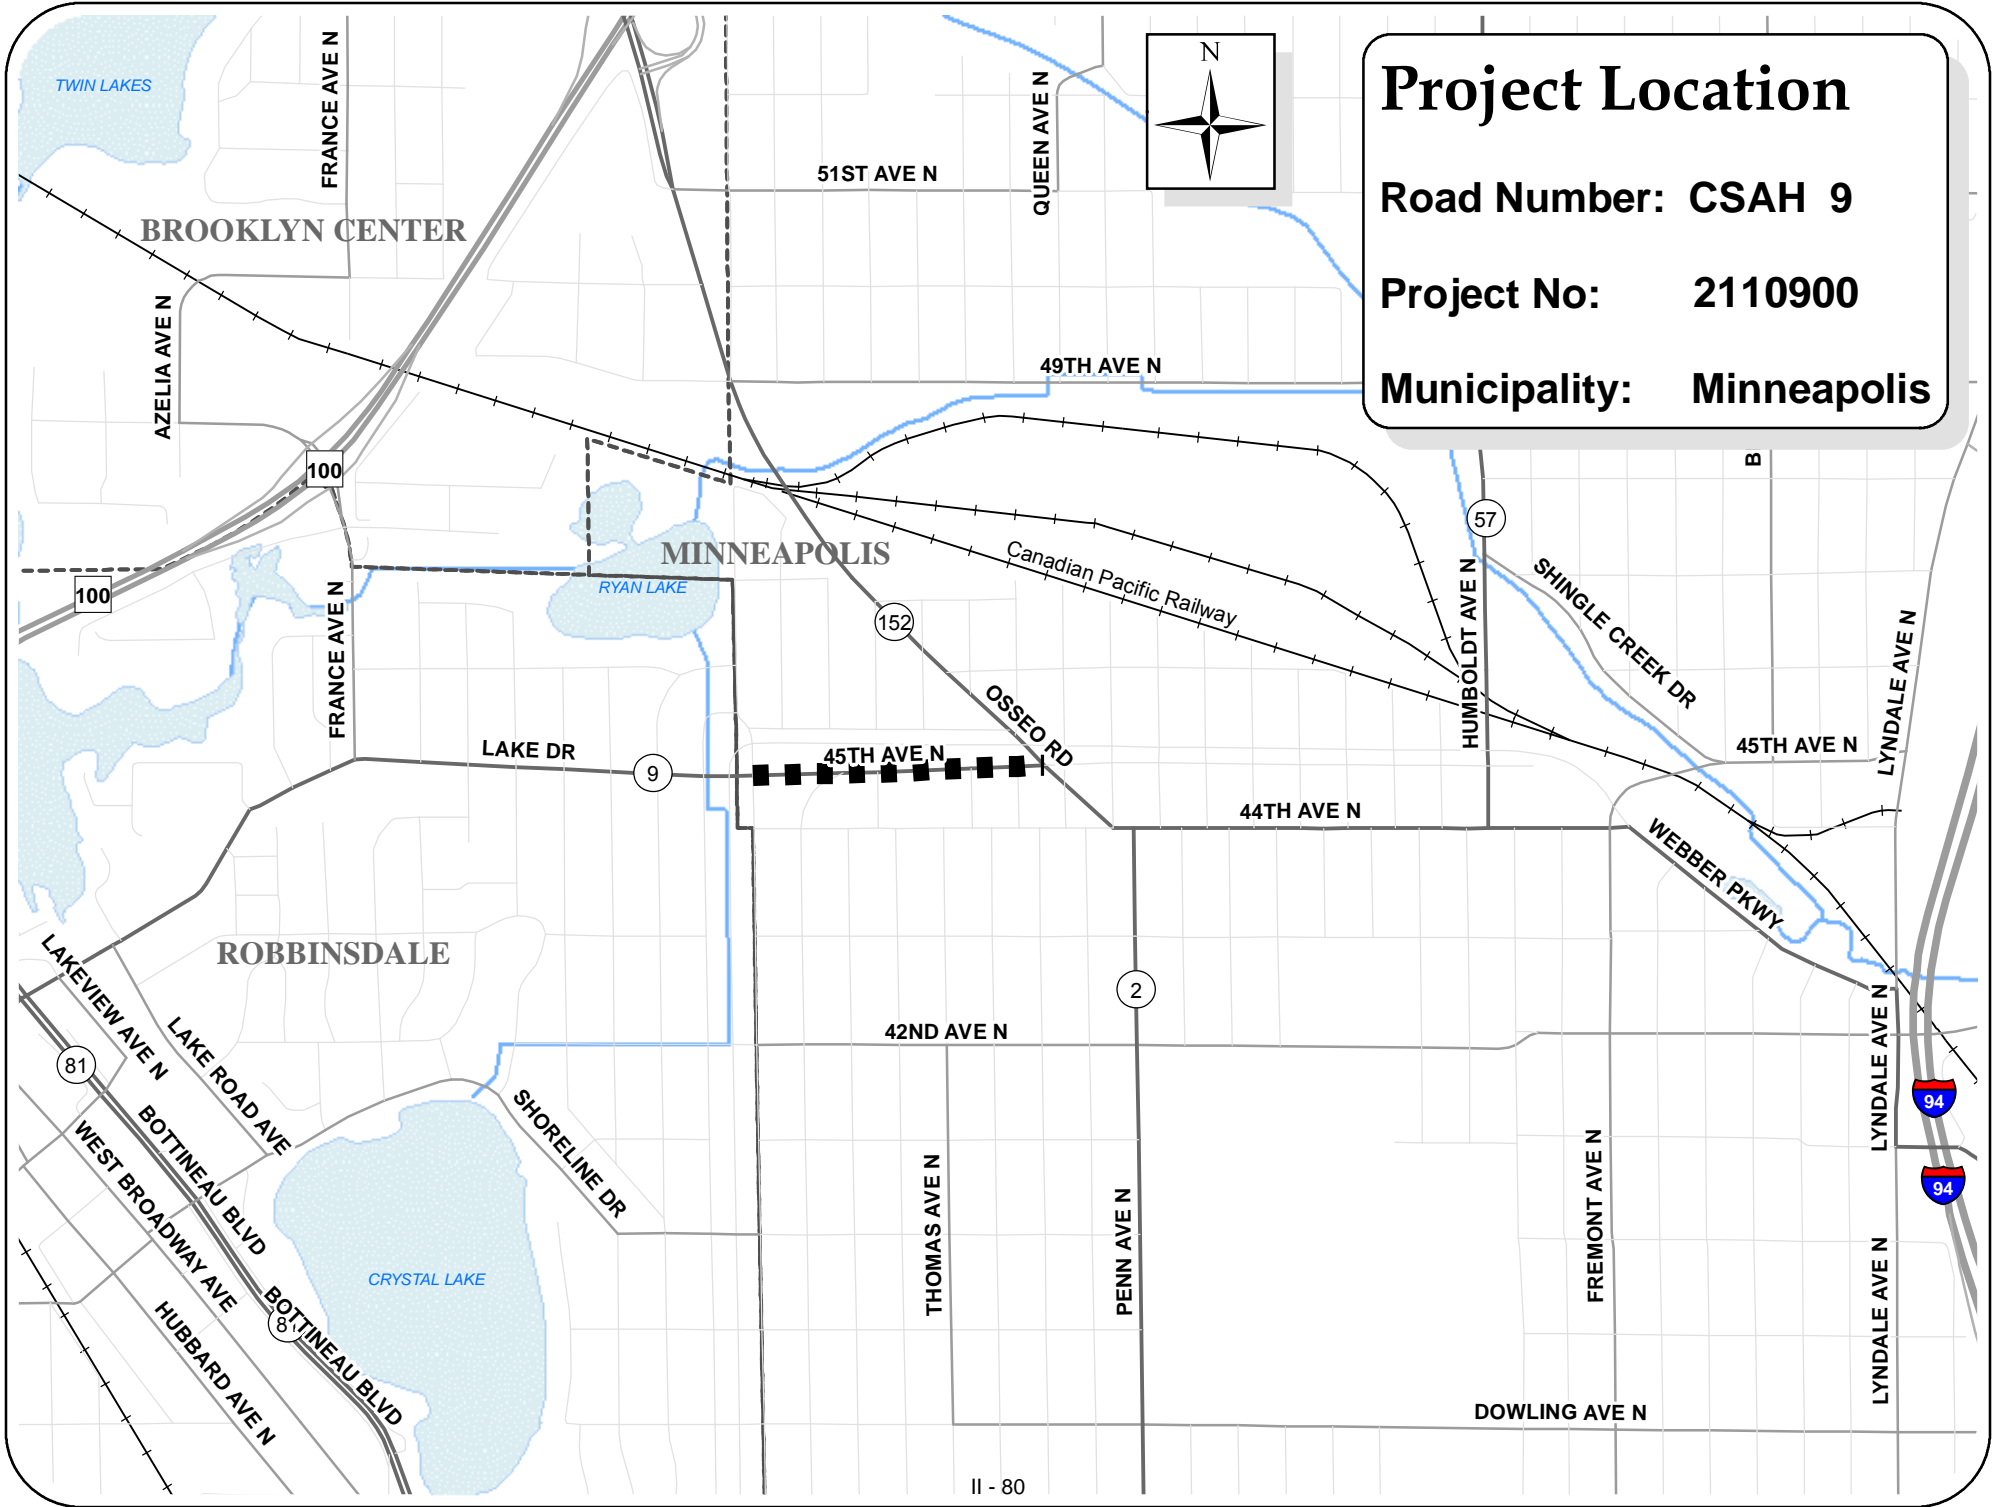 Project Location
Road Number: CSAH 9
Project No: 2110900
Municipality: Minneapolis
N
TWIN LAKES
FRANCE AVE N
QUEEN AVE N
51ST AVE N
BROOKLYN CENTER
AZELIA AVE N
49TH AVE N
100
B
57
MINNEAPOLIS
Canadian Pacific Railway
RYAN LAKE
100
152
FRANCE AVE N
HUMBOLDT AVE N
SHINGLE CREEK DR
LYNDALE AVE N
OSSEO RD
LAKE DR
9
45TH AVE N
45TH AVE N
44TH AVE N
WEBBER PKWY
ROBBINSDALE
LAKEVIEW AVE N
2
LAKE ROAD AVE
42ND AVE N
81
LYNDALE AVE N
94
BOTTINEAU BLVD
WEST BROADWAY AVE
SHORELINE DR
THOMAS AVE N
PENN AVE N
FREMONT AVE N
94
CRYSTAL LAKE
HUBBARD AVE N
8
BOTTINEAU BLVD
LYNDALE AVE N
DOWLING AVE N
II - 80